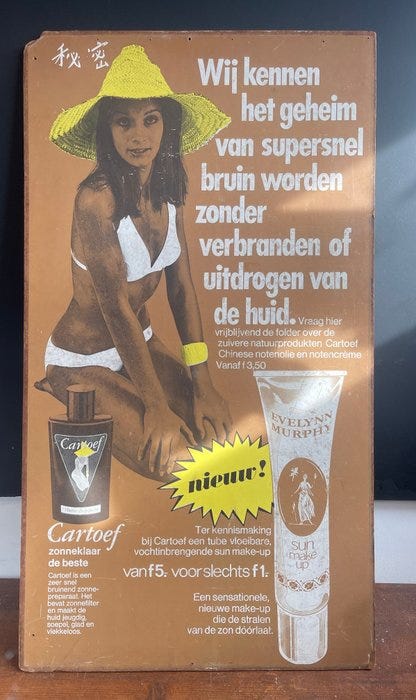 秘密
Wij kennen
het geheim
van supersnel
bruin worden
zonder
verbranden of
uitdrogen van
de huid. Vraag hier
vrijblijvend de folder over de
zuivere natuurprodukten Cartoef
Chinese notenolie en notencrème
Vanaf f 3,50
EVELYNN
MURPHY
sun
make
up
Cartoef
nieuw!
Cartoef
zonneklaar
de beste
Cartoef is een
zeer snel
bruinend zonne-
preparaat. Het
bevat zonnefilter
en maakt de
huid jeugdig,
soepel, glad en
vlekkeloos.
Ter kennismaking
bij Cartoef een tube vloeibare,
vochtinbrengende sun make-up
van f5,- voor slechts f1,-
Een sensationele,
nieuwe make-up
die de stralen
van de zon dóórlaat.